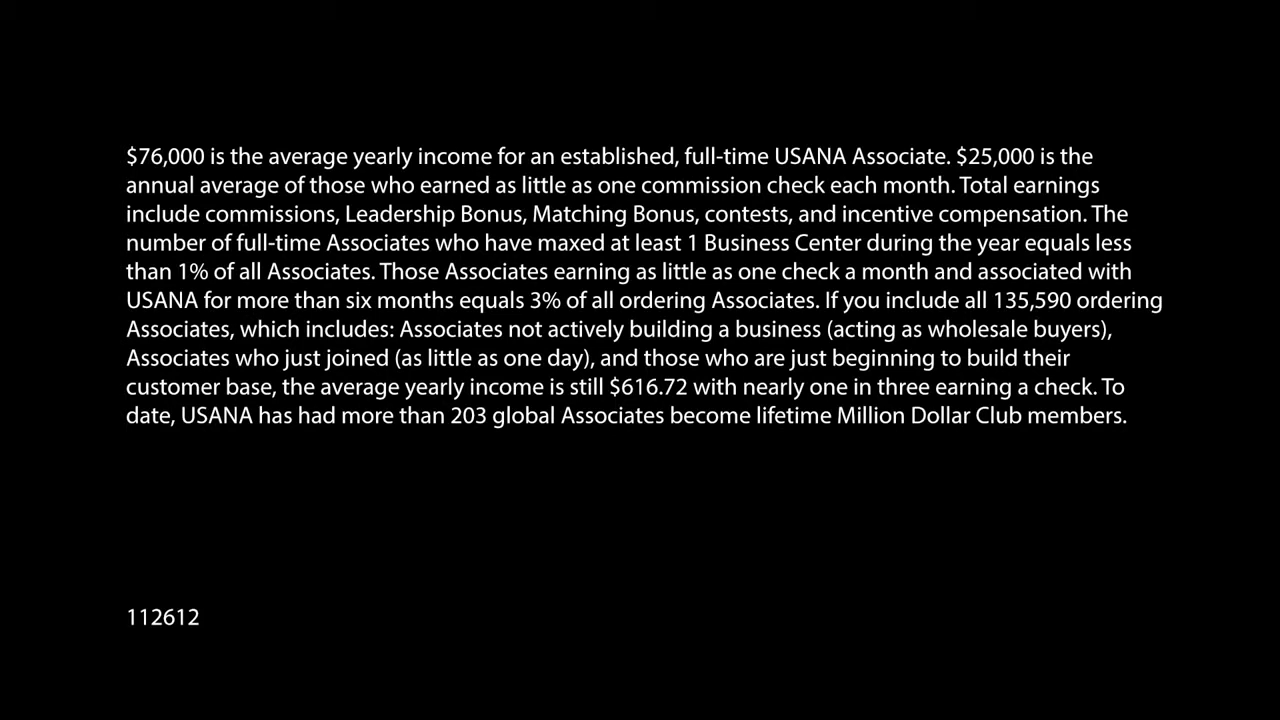 $76,000 is the average yearly income for an established, full-time USANA Associate. $25,000 is the
annual average of those who earned as little as one commission check each month. Total earnings
include commissions, Leadership Bonus, Matching Bonus, contests, and incentive compensation. The
number of full-time Associates who have maxed at least 1 Business Center during the year equals less
than 1% of all Associates. Those Associates earning as little as one check a month and associated with
USANA for more than six months equals 3% of all ordering Associates. If you include all 135,590 ordering
Associates, which includes: Associates not actively building a business (acting as wholesale buyers),
Associates who just joined (as little as one day), and those who are just beginning to build their
customer base, the average yearly income is still $616.72 with nearly one in three earning a check. To
date, USANA has had more than 203 global Associates become lifetime Million Dollar Club members.
112612